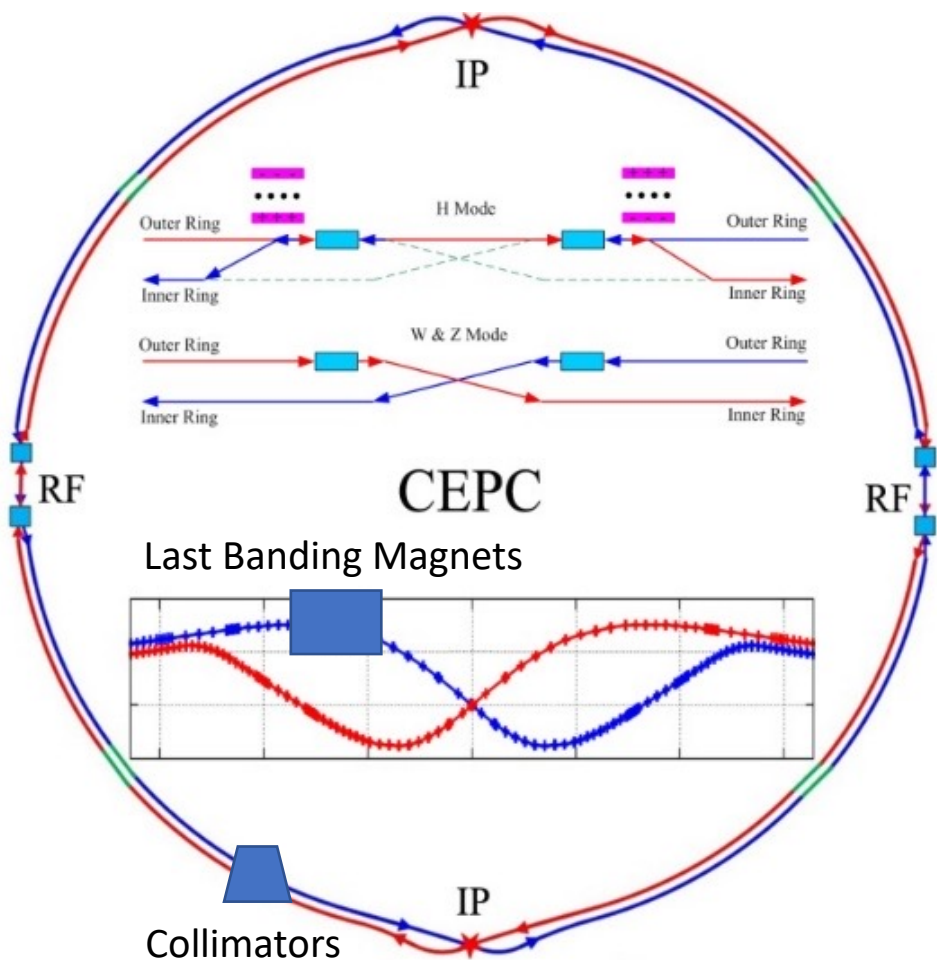 IP
- - -
+ + +
+ + +
- - -
H Mode
Outer Ring
Outer Ring
Inner Ring
Inner Ring
W & Z Mode
Outer Ring
Outer Ring
Inner Ring
Inner Ring
RF
CEPC
RF
Last Banding Magnets
IP
Collimators